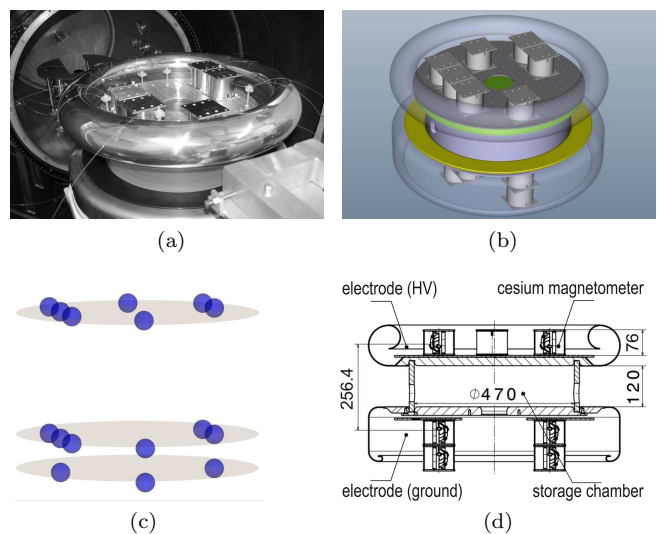 (a)
(b)
(c)
electrode (HV)
cesium magnetometer
76
256.4
120
Φ470
electrode (ground)
storage chamber
(d)